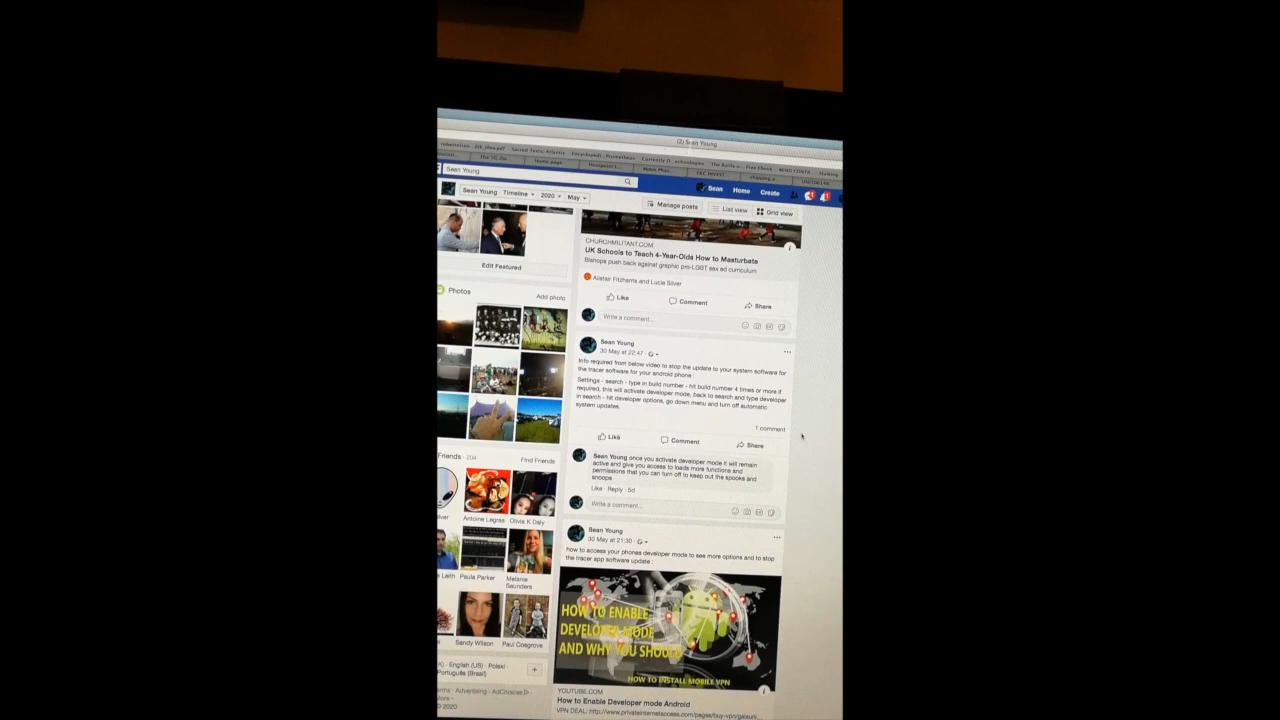 (2) Sean Young
Sacred Texts: Atlantis
Home page
Sean Young
Sean
Home
Create
Sean Young
Timeline
2020
May
Manage posts
List view
Grid view
Edit Featured
Photos
Add photo
Friends · 204
Find Friends
Antoine Legras
Olivia K Daly
Paula Parker
Melanie
Saunders
Sandy Wilson
Paul Cosgrove
English (US) · Polski ·
Português (Brasil)
Advertising · AdChoices
© 2020
CHURCHMILITANT.COM
UK Schools to Teach 4-Year-Olds How to Masturbate
Bishops push back against graphic pro-LGBT sex ed curriculum
Alistair Fitzharris and Lucie Silver
Like
Comment
Share
Write a comment...
Sean Young
30 May at 22:47 ·
Info required from below video to stop the update to your system software for
the tracer software for your android phone :
Settings - search - type in build number - hit build number 4 times or more if
required, this will activate developer mode, back to search and type developer
in search - hit developer options, go down menu and turn off automatic
system updates.
1 comment
Like
Comment
Share
Sean Young once you activate developer mode it will remain
active and give you access to loads more functions and
permissions that you can turn off to keep out the spooks and
snoops
Like · Reply · 5d
Write a comment...
Sean Young
30 May at 21:30 ·
how to access your phones developer mode to see more options and to stop
the tracer app software update :
HOW TO ENABLE
DEVELOPER MODE
AND WHY YOU SHOULD
HOW TO INSTALL MOBILE VPN
YOUTUBE.COM
How to Enable Developer mode Android
VPN DEAL: http://www.privateinternetaccess.com/pages/buy-vpn/galsuni...